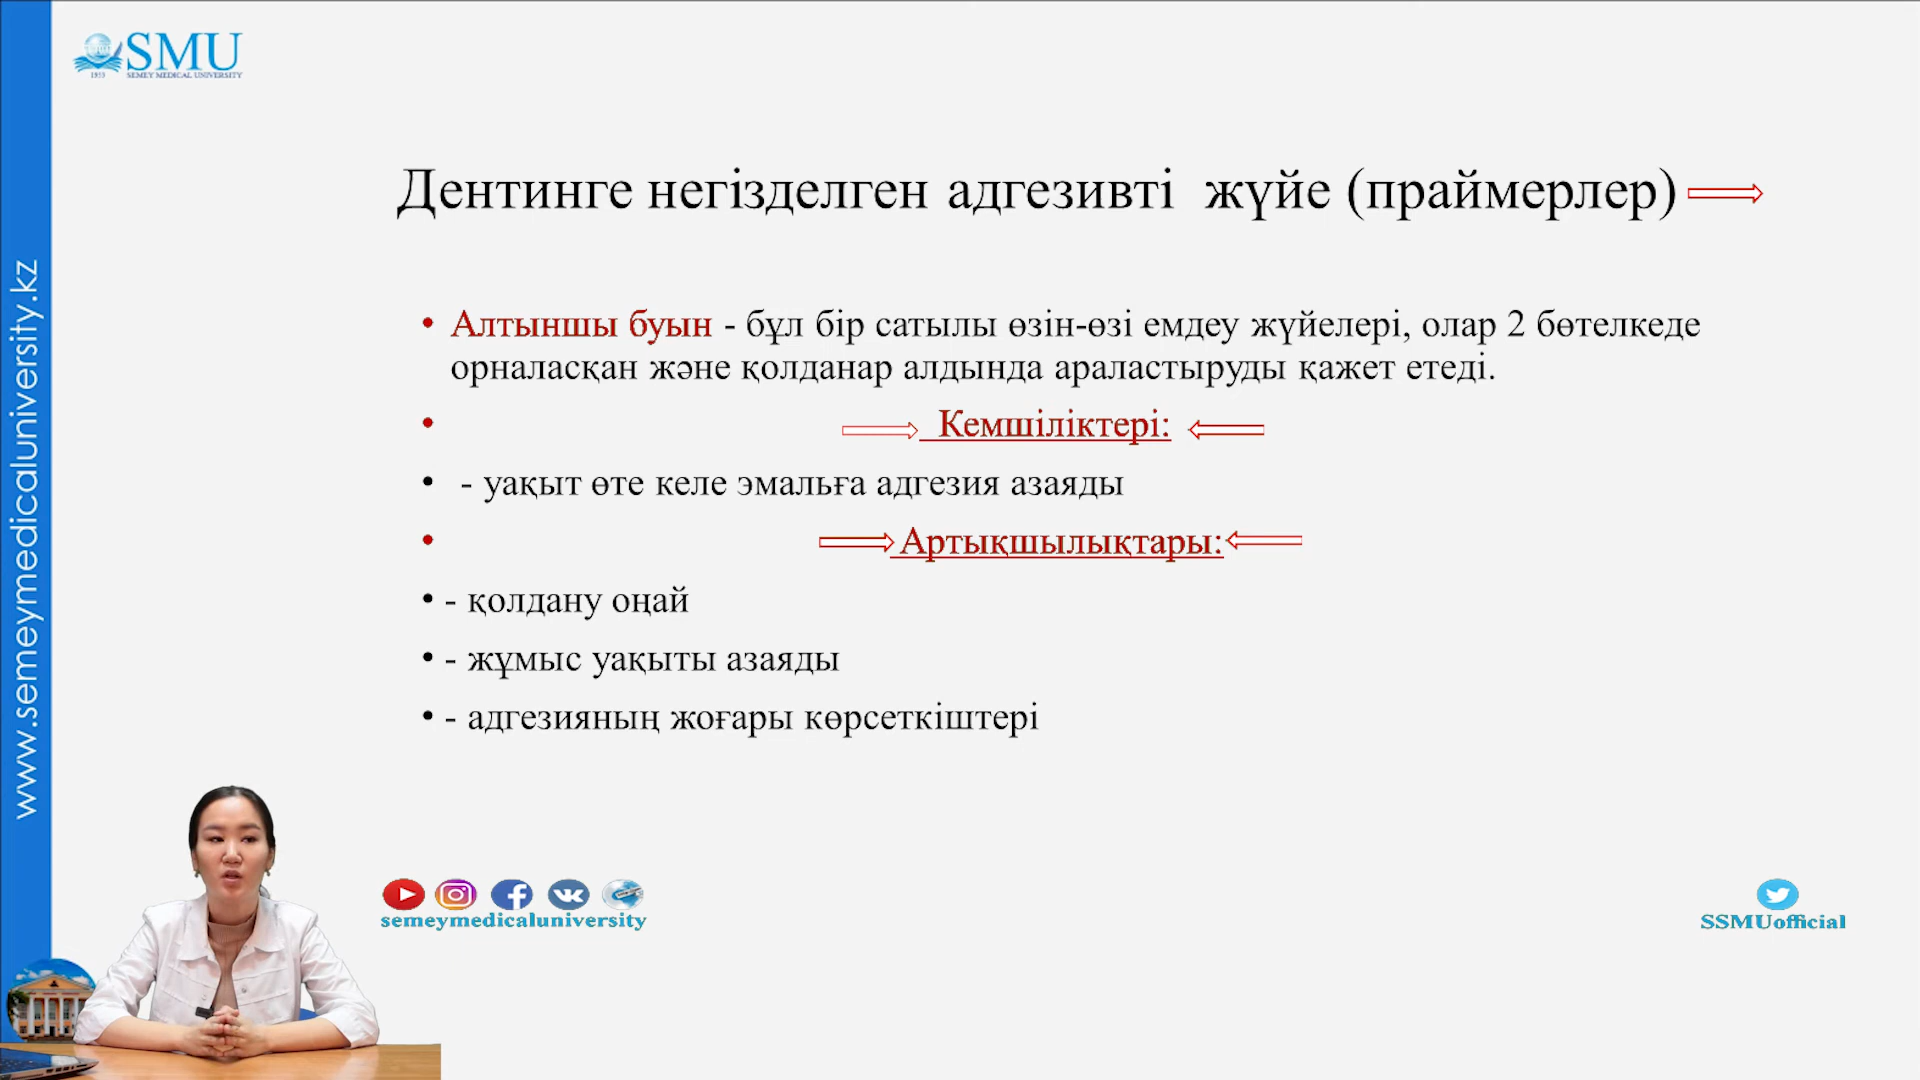 SMU
1953 SEMEY MEDICAL UNIVERSITY
www.semeymedicaluniversity.kz
Дентинге негізделген адгезивті жүйе (праймерлер)
• Алтыншы буын - бұл бір сатылы өзін-өзі емдеу жүйелері, олар 2 бөтелкеде
орналасқан және қолданар алдында араластыруды қажет етеді.
• Кемшіліктері:
• - уақыт өте келе эмальға адгезия азаяды
• Артықшылықтары:
• - қолдану оңай
• - жұмыс уақыты азаяды
• - адгезияның жоғары көрсеткіштері
semeymedicaluniversity
SSMUofficial